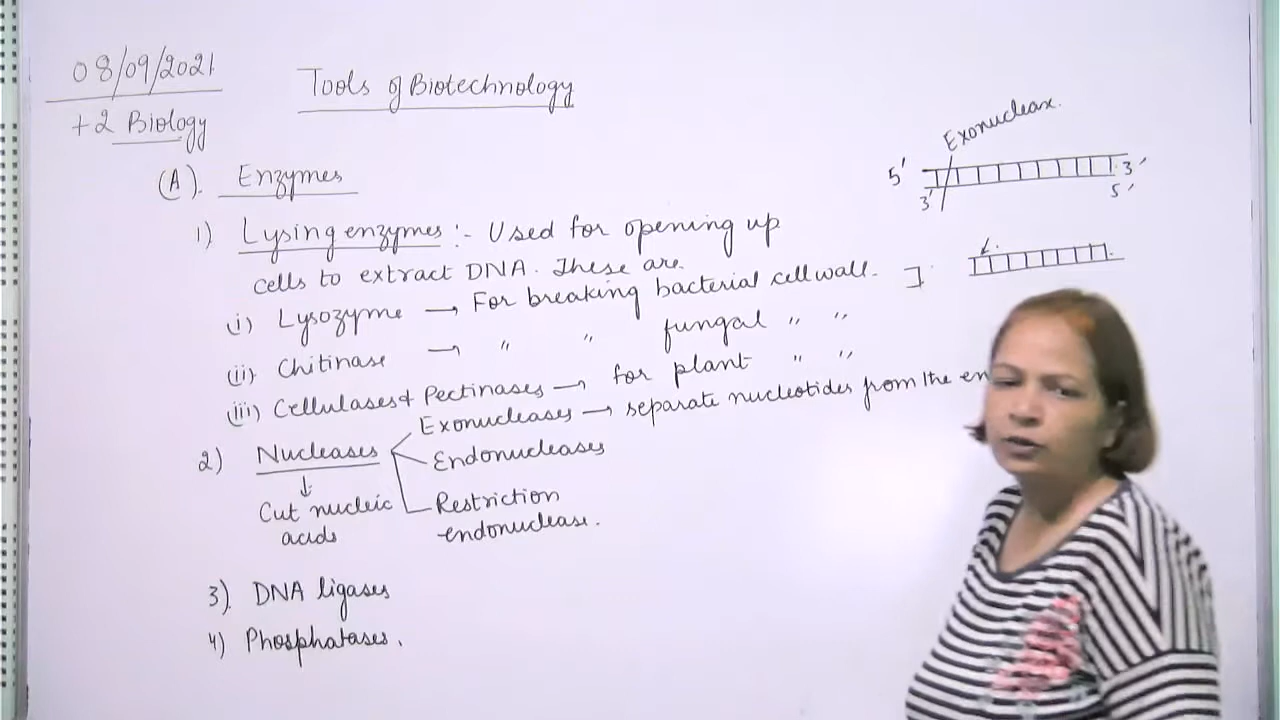 08/09/2021
+2 Biology
Tools of Biotechnology
(A). Enzymes
1) Lysing enzymes :- Used for opening up
cells to extract DNA. These are
(i) Lysozyme → For breaking bacterial cellwall.
(ii) Chitinase → " " fungal " "
(iii) Cellulases & Pectinases → for plant " "
2) Nucleases
↓
Cut nucleic
acids
Exonucleases → separate nucleotides from the en
Endonucleases
Restriction
endonuclease.
3). DNA ligases
4) Phosphatases.
Exonuclease.
5' 3'
3' 5'